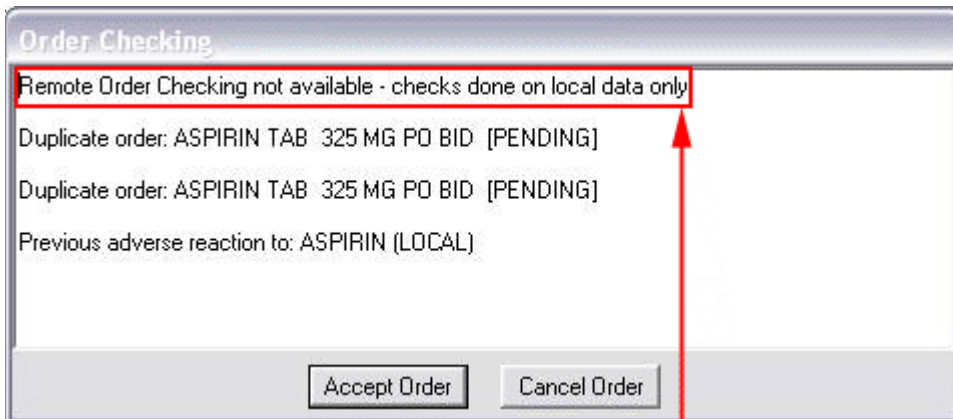 Order Checking
Remote Order Checking not available - checks done on local data only
Duplicate order: ASPIRIN TAB  325 MG PO BID  [PENDING]
Duplicate order: ASPIRIN TAB  325 MG PO BID  [PENDING]
Previous adverse reaction to: ASPIRIN (LOCAL)
Accept Order
Cancel Order